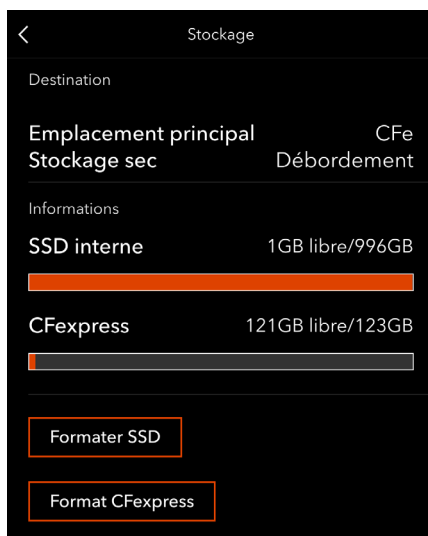 Stockage
Destination
Emplacement principal CFe
Stockage sec Débordement
Informations
SSD interne 1GB libre/996GB
CFexpress 121GB libre/123GB
Formater SSD
Format CFexpress